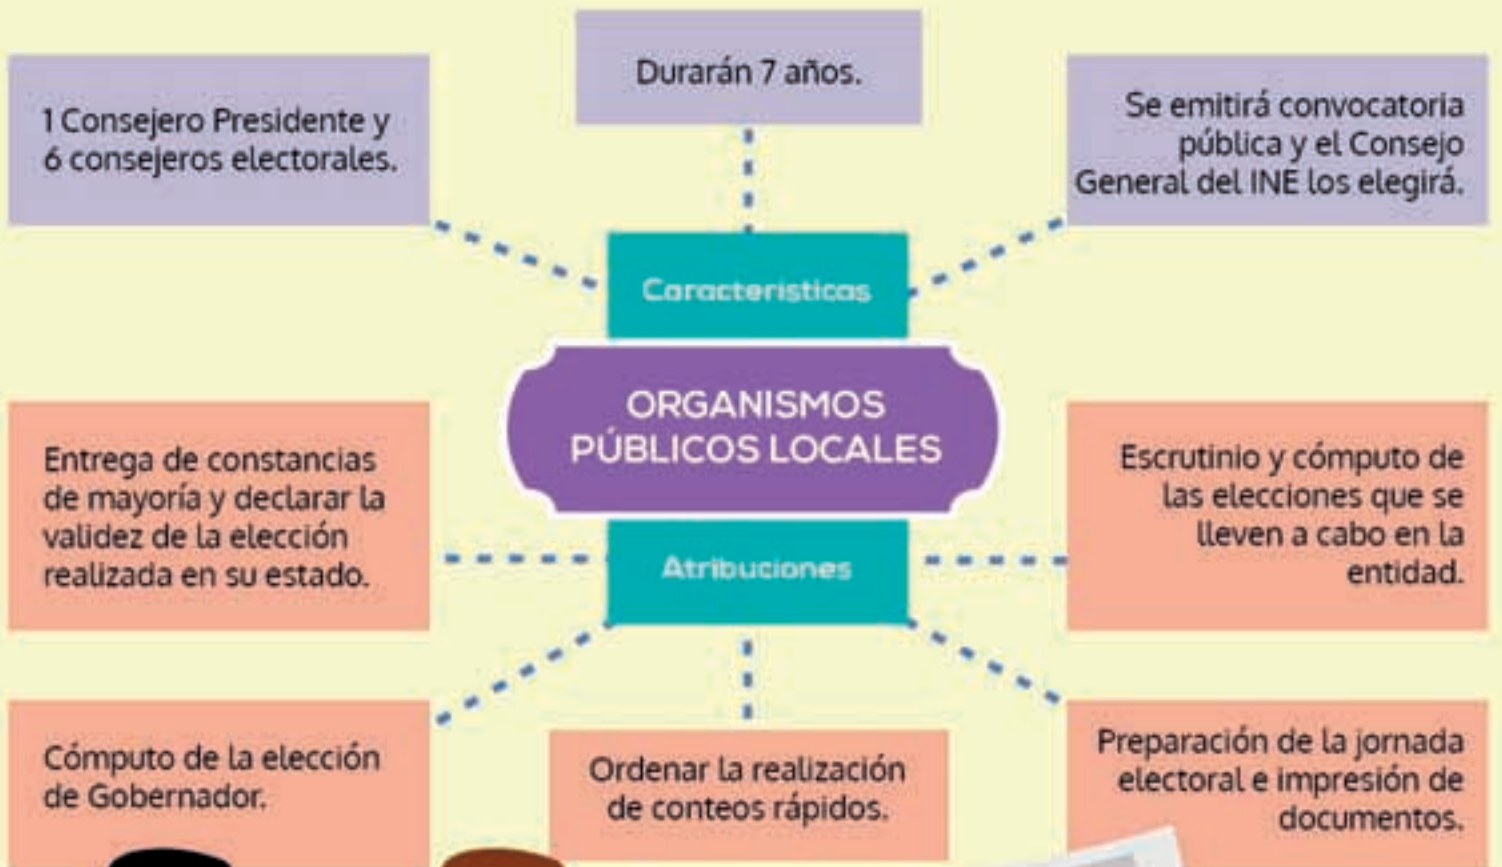 Durarán 7 años.
1 Consejero Presidente y
6 consejeros electorales.
Se emitirá convocatoria
pública y el Consejo
General del INE los elegirá.
Características
ORGANISMOS
PÚBLICOS LOCALES
Entrega de constancias
de mayoría y declarar la
validez de la elección
realizada en su estado.
Escrutinio y cómputo de
las elecciones que se
lleven a cabo en la
entidad.
Atribuciones
Cómputo de la elección
de Gobernador.
Ordenar la realización
de conteos rápidos.
Preparación de la jornada
electoral e impresión de
documentos.